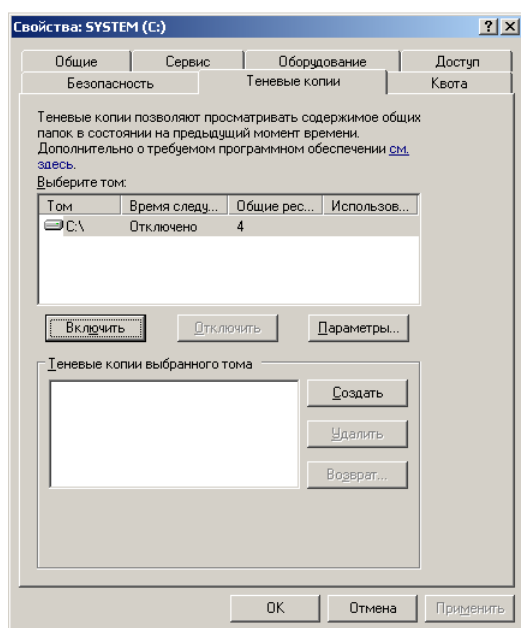 Свойства: SYSTEM (C:)
Общие Сервис Оборудование Доступ
Безопасность Теневые копии Квота
Теневые копии позволяют просматривать содержимое общих
папок в состоянии на предыдущий момент времени.
Дополнительно о требуемом программном обеспечении см.
здесь.
Выберите том:
Том Время следу... Общие рес... Использов...
C:\ Отключено 4
Включить Отключить Параметры...
Теневые копии выбранного тома
Создать
Удалить
Возврат...
OK Отмена Применить